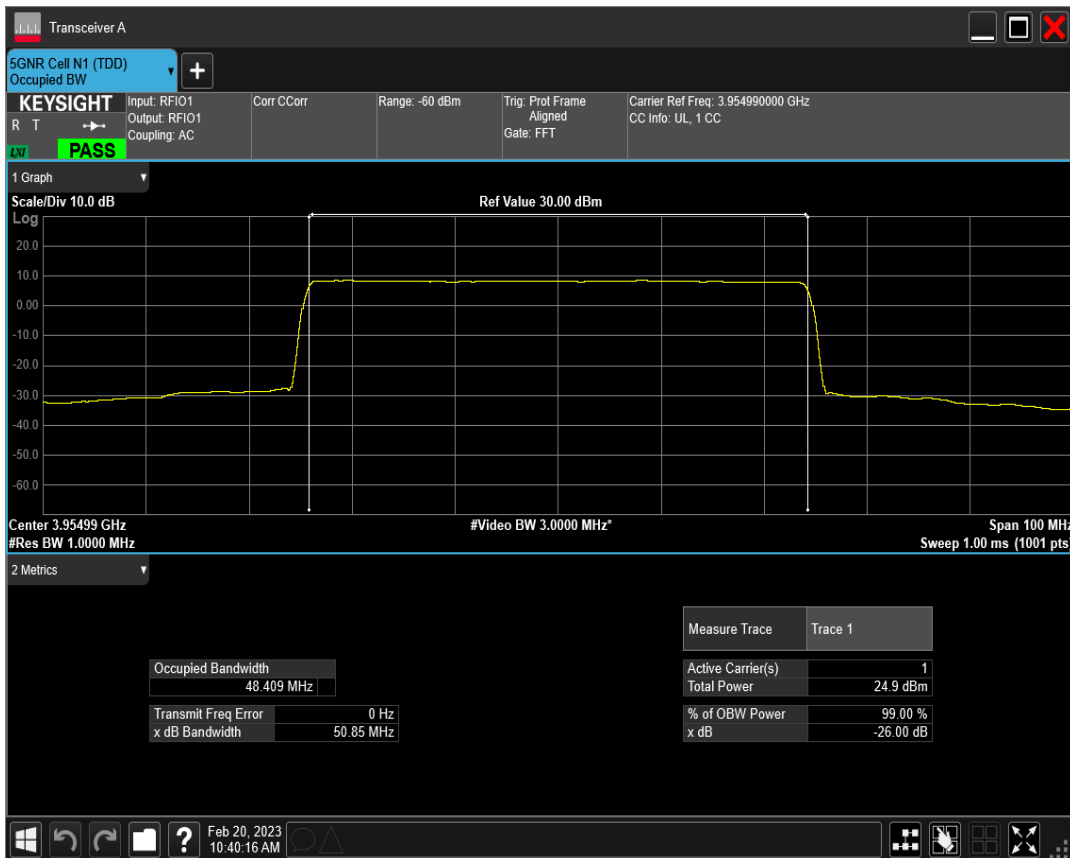 Transceiver A
5GNR Cell N1 (TDD)
Occupied BW
KEYSIGHT
R T
LXI
PASS
Input: RFIO1
Output: RFIO1
Coupling: AC
Corr CCorr
Range: -60 dBm
Trig: Prot Frame
Aligned
Gate: FFT
Carrier Ref Freq: 3.954990000 GHz
CC Info: UL, 1 CC
1 Graph
Scale/Div 10.0 dB
Ref Value 30.00 dBm
Log
20.0
10.0
0.00
-10.0
-20.0
-30.0
-40.0
-50.0
-60.0
Center 3.95499 GHz
#Video BW 3.0000 MHz*
Span 100 MHz
#Res BW 1.0000 MHz
Sweep 1.00 ms (1001 pts)
2 Metrics
Measure Trace
Trace 1
Occupied Bandwidth
48.409 MHz
Active Carrier(s)
1
Total Power
24.9 dBm
Transmit Freq Error
0 Hz
x dB Bandwidth
50.85 MHz
% of OBW Power
99.00 %
x dB
-26.00 dB
?
Feb 20, 2023
10:40:16 AM